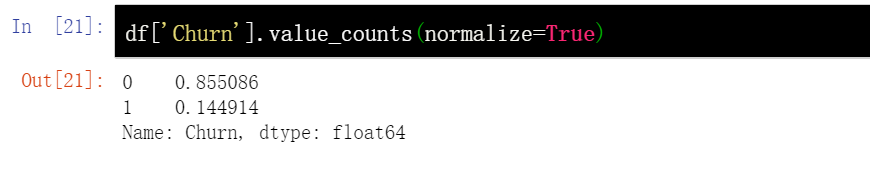 In [21]: df['Churn'].value_counts(normalize=True)
Out[21]: 0    0.855086
1    0.144914
Name: Churn, dtype: float64